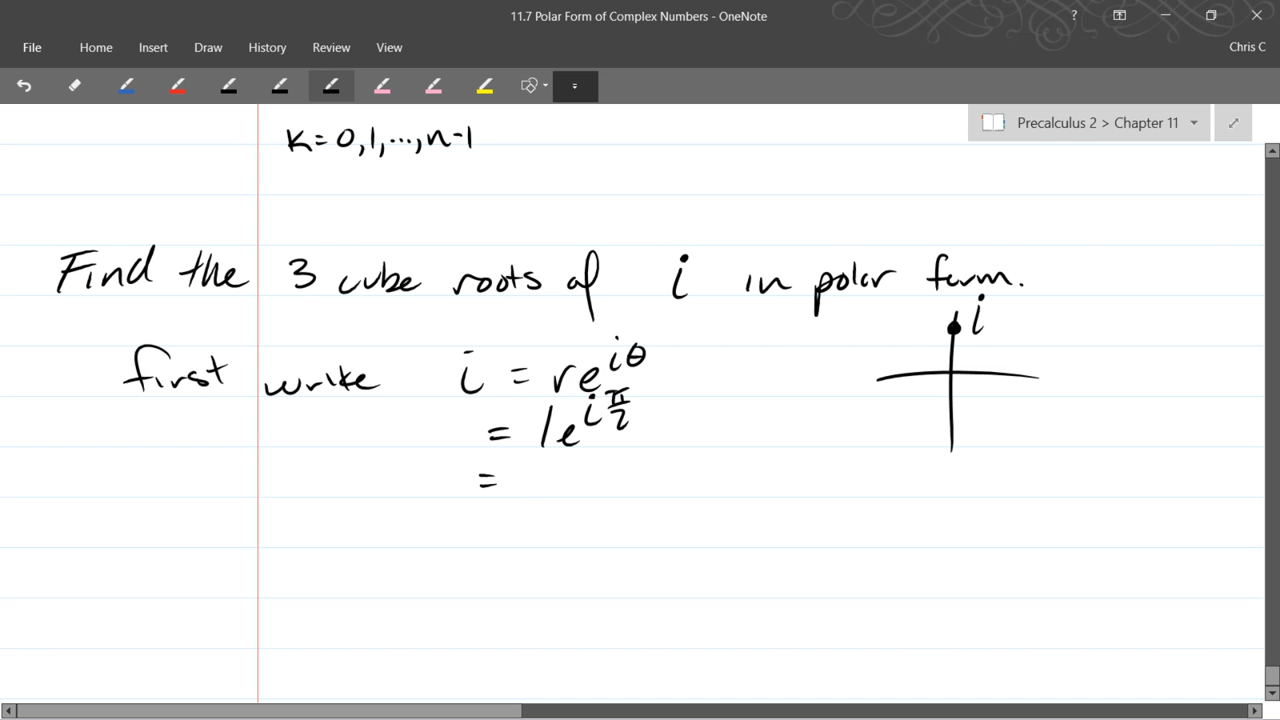 11.7 Polar Form of Complex Numbers - OneNote
?
File Home Insert Draw History Review View Chris C
Precalculus 2 > Chapter 11
K = 0, 1, ..., n-1
Find the 3 cube roots of i in polar form.
i
first write i = re^{iθ}
= 1e^{i π/2}
=